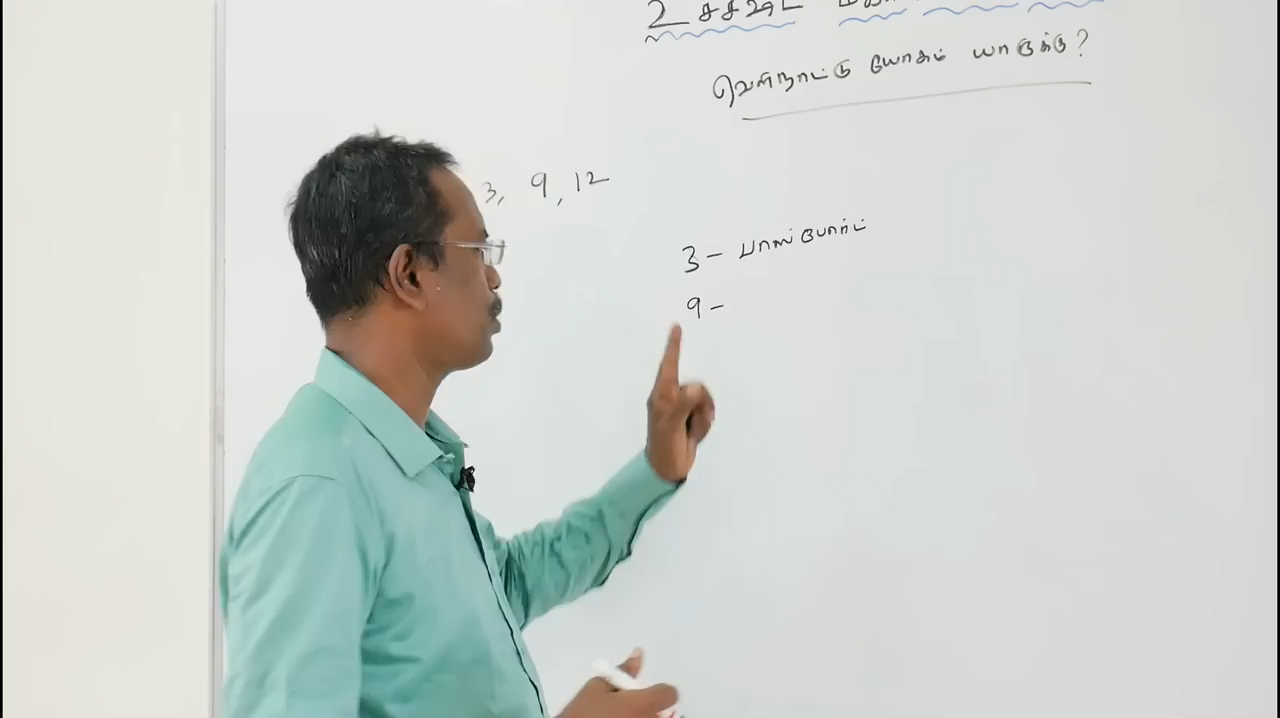 வெளிநாட்டு யோகம் யாருக்கு?
3, 9, 12
3 - பாஸ்போர்ட்
9 -